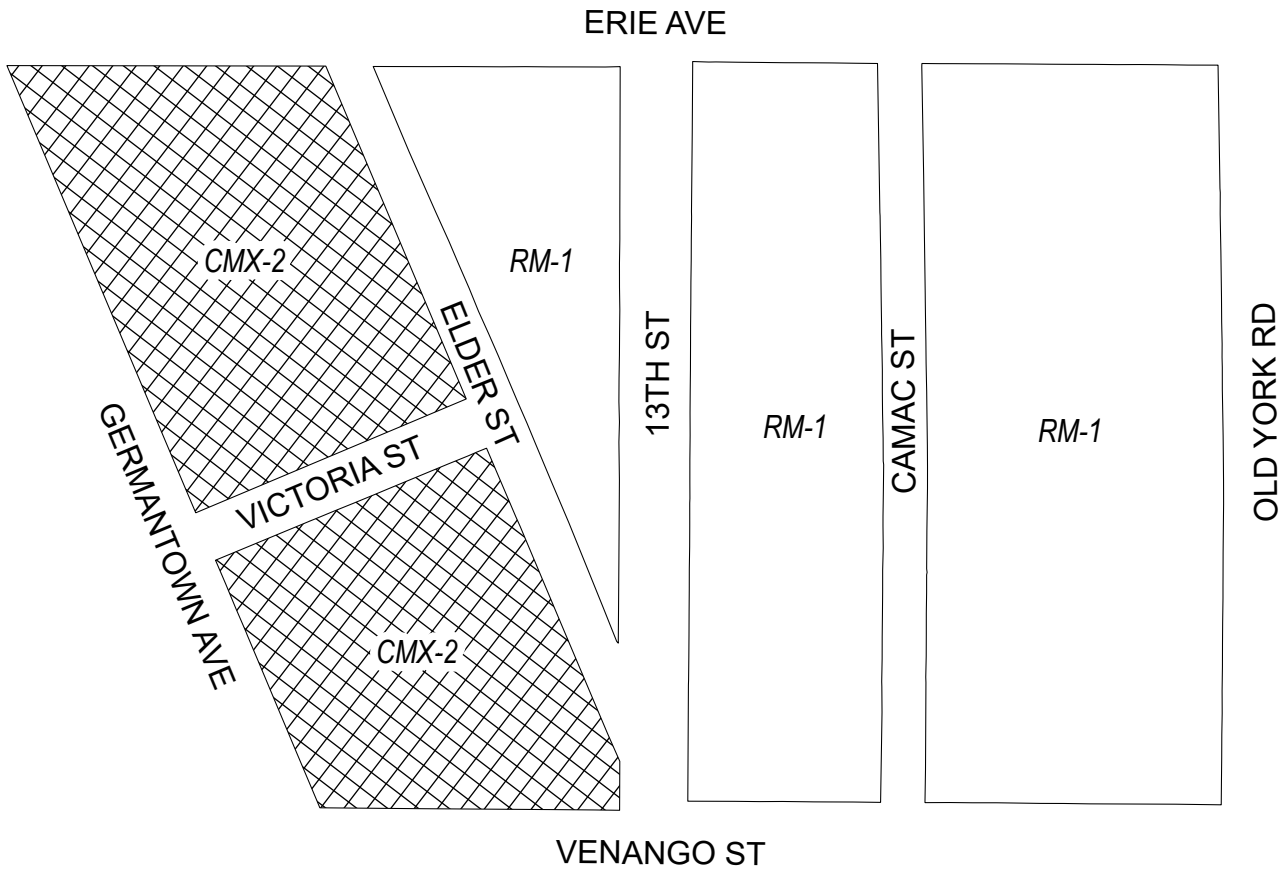 ERIE AVE
CMX-2
RM-1
ELDER ST
13TH ST
CAMAC ST
OLD YORK RD
RM-1
RM-1
GERMANTOWN AVE
VICTORIA ST
CMX-2
VENANGO ST